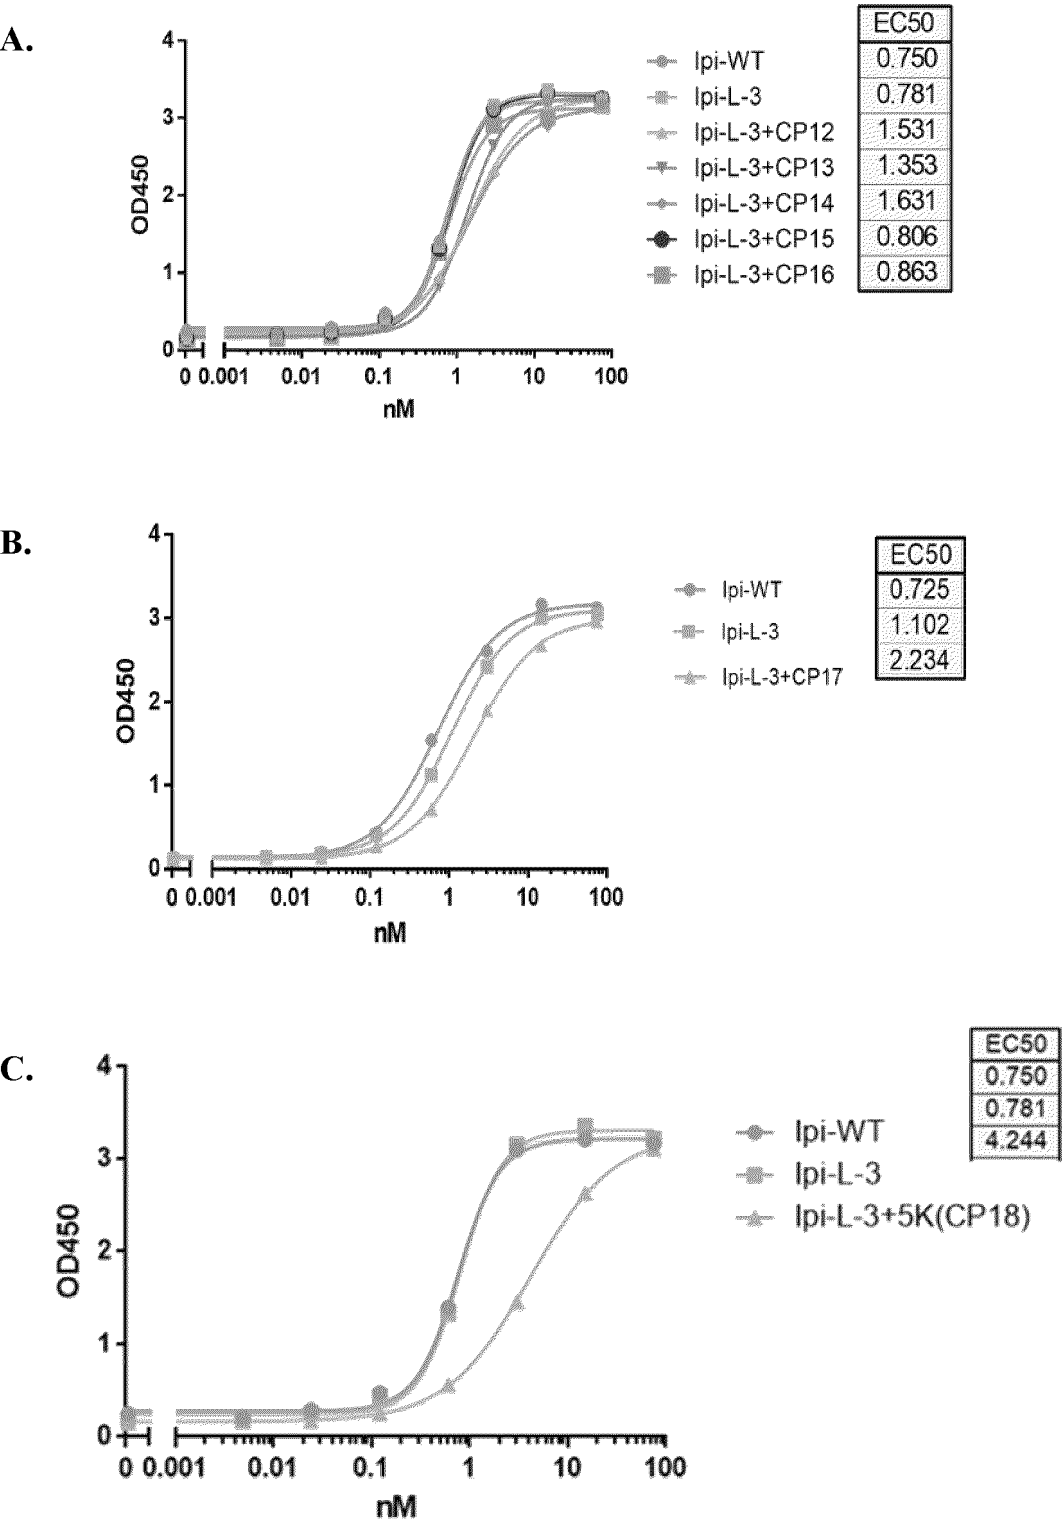 A.
4
3
2
1
0
OD450
0 0.001 0.01 0.1 1 10 100
nM
Ipi-WT
Ipi-L-3
Ipi-L-3+CP12
Ipi-L-3+CP13
Ipi-L-3+CP14
Ipi-L-3+CP15
Ipi-L-3+CP16
EC50
0.750
0.781
1.531
1.353
1.631
0.806
0.863
B.
4
3
2
1
0
OD450
0 0.001 0.01 0.1 1 10 100
nM
Ipi-WT
Ipi-L-3
Ipi-L-3+CP17
EC50
0.725
1.102
2.234
C.
4
3
2
1
0
OD450
0 0.001 0.01 0.1 1 10 100
nM
Ipi-WT
Ipi-L-3
Ipi-L-3+5K(CP18)
EC50
0.750
0.781
4.244